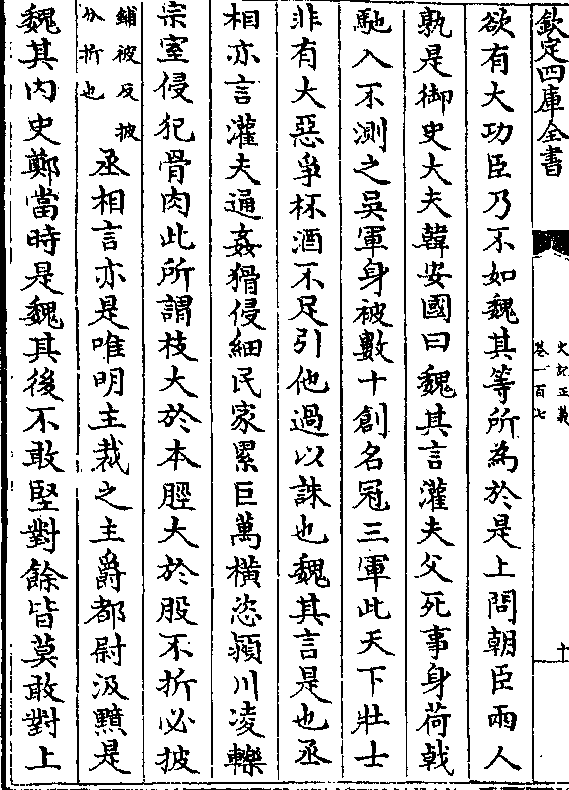 欽定四庫全書
史記正義
卷一百七
十
欲有大功臣乃不如魏其等所為於是上問朝臣兩人
孰是御史大夫韓安國曰魏其言灌夫父死事身荷戟
馳入不測之吳軍身被數十創名冠三軍此天下壯士
非有大惡爭杯酒不足引他過以誅也魏其言是也丞
相亦言灌夫通姦猾侵細民家累巨萬橫恣潁川凌轢
宗室侵犯骨肉此所謂枝大於本脛大於股不折必披
鋪被反披
分折也
丞相言亦是唯明主裁之主爵都尉汲黯是
魏其內史鄭當時是魏其後不敢堅對餘皆莫敢對上